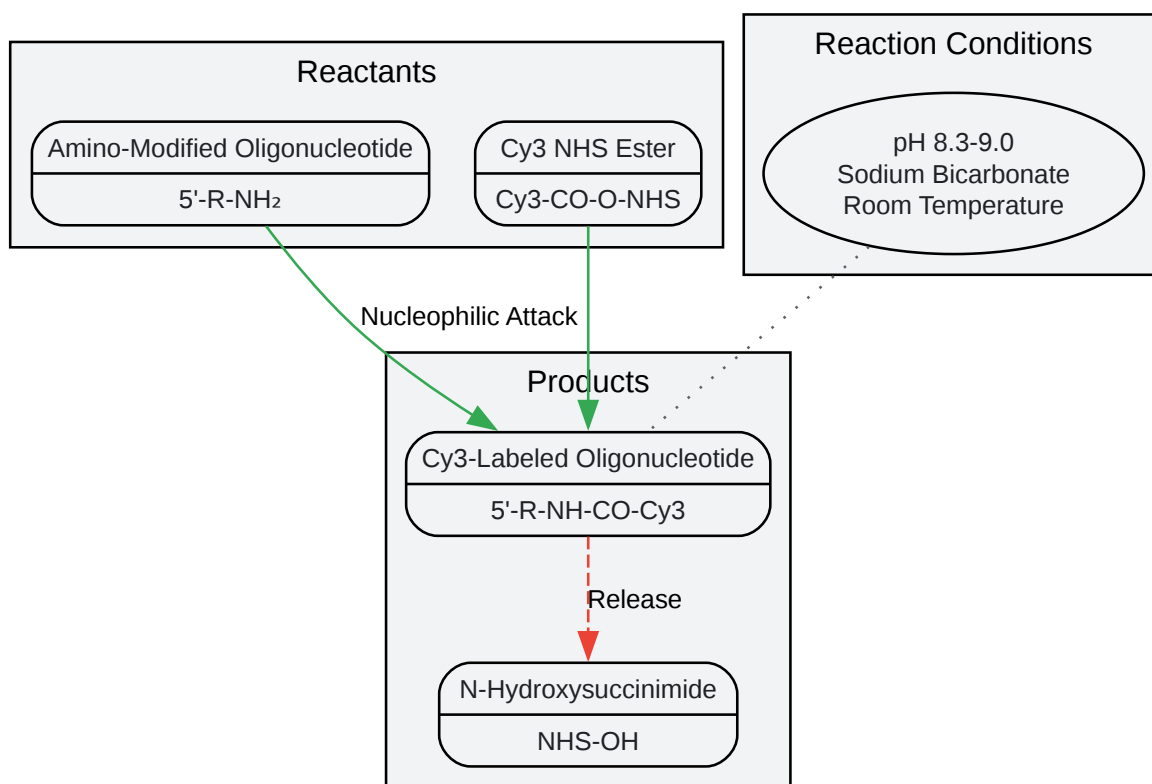 Reactants
Amino-Modified Oligonucleotide
5'-R-NH₂
Cy3 NHS Ester
Cy3-CO-O-NHS
Reaction Conditions
pH 8.3-9.0
Sodium Bicarbonate
Room Temperature
Nucleophilic Attack
Products
Cy3-Labeled Oligonucleotide
5'-R-NH-CO-Cy3
Release
N-Hydroxysuccinimide
NHS-OH